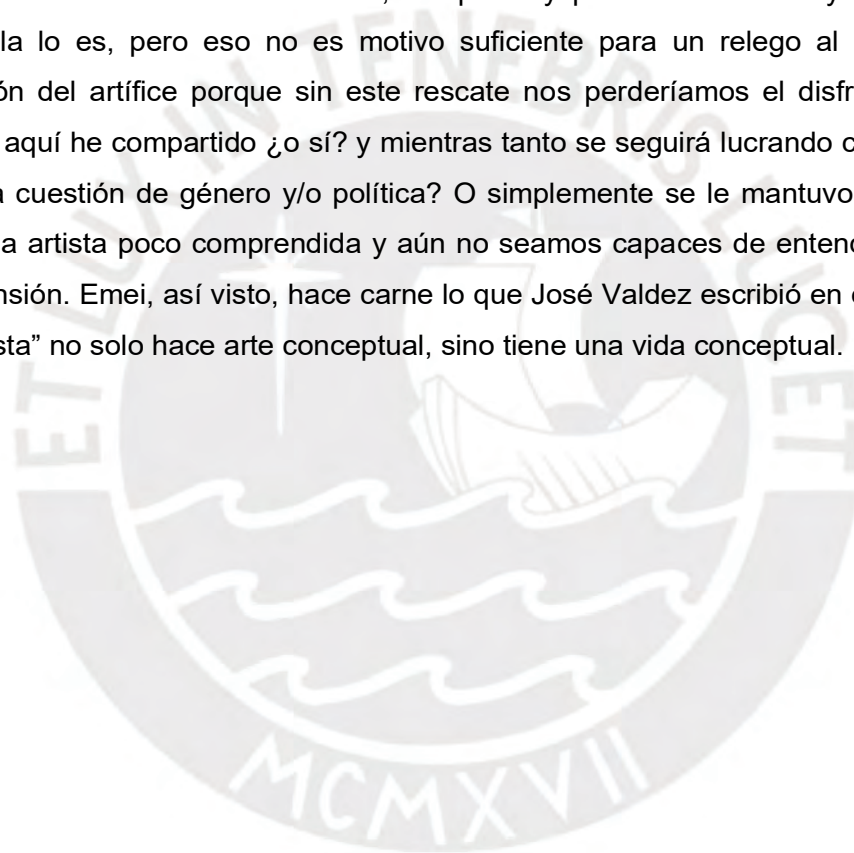 la lo es, pero eso no es motivo suficiente para un relego al
ón del artífice porque sin este rescate nos perderíamos el disfr
aquí he compartido ¿o sí? y mientras tanto se seguirá lucrando
a cuestión de género y/o política? O simplemente se le mantuvo
a artista poco comprendida y aún no seamos capaces de enten
nsión. Emei, así visto, hace carne lo que José Valdez escribió en
sta” no solo hace arte conceptual, sino tiene una vida conceptual.
ET LUX IN TENEBRIS LUCET
MCMXVII